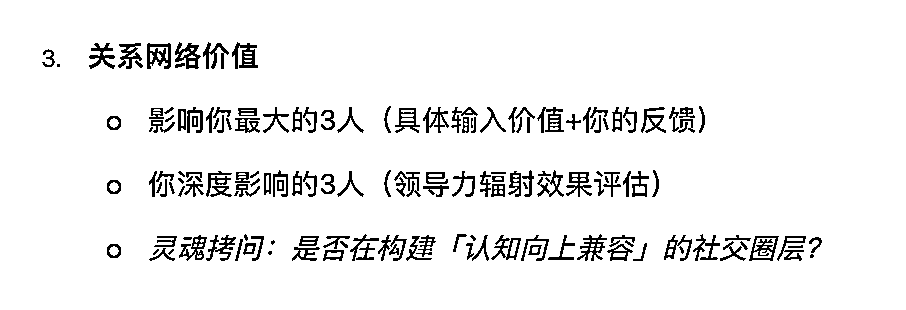 3. 关系网络价值
○ 影响你最大的3人（具体输入价值+你的反馈）
○ 你深度影响的3人（领导力辐射效果评估）
○ 灵魂拷问：是否在构建「认知向上兼容」的社交圈层？